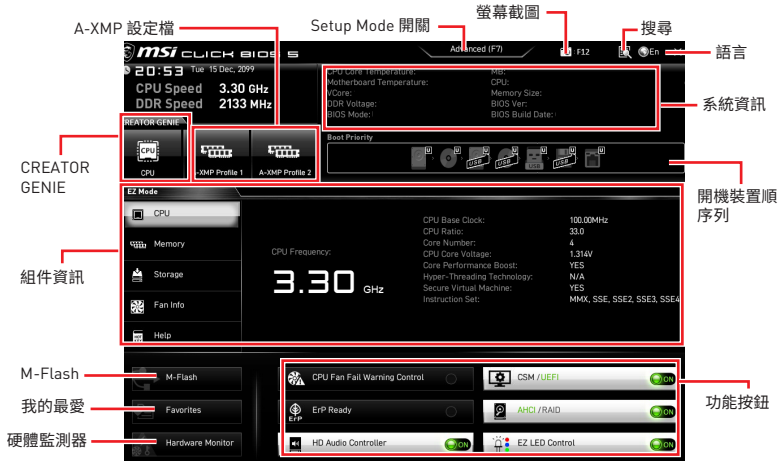 A-XMP 設定檔
Setup Mode 開關
螢幕截圖
搜尋
語言
msi CLICK BIOS 5
Advanced (F7)
: F12
En
20:53 Tue 15 Dec, 2099
CPU Speed 3.30 GHz
DDR Speed 2133 MHz
CPU Core Temperature:
Motherboard Temperature:
VCore:
DDR Voltage:
BIOS Mode:
MB:
CPU:
Memory Size:
BIOS Ver:
BIOS Build Date:
系統資訊
CREATOR GENIE
CPU
CPU
A-XMP Profile 1
A-XMP Profile 2
Boot Priority
U U U U U U U
USB USB USB USB
CREATOR
GENIE
開機裝置順
序列
EZ Mode
CPU
Memory
Storage
Fan Info
Help
組件資訊
CPU Frequency:
3.30 GHz
CPU Base Clock: 100.00MHz
CPU Ratio: 33.0
Core Number: 4
CPU Core Voltage: 1.314V
Core Performance Boost: YES
Hyper-Threading Technology: N/A
Secure Virtual Machine: YES
Instruction Set: MMX, SSE, SSE2, SSE3, SSE4
M-Flash
我的最愛
硬體監測器
M-Flash
Favorites
Hardware Monitor
CPU Fan Fail Warning Control
CSM /UEFI
ON
ErP
ErP Ready
AHCI /RAID
ON
HD Audio Controller
ON
EZ LED Control
ON
功能按鈕